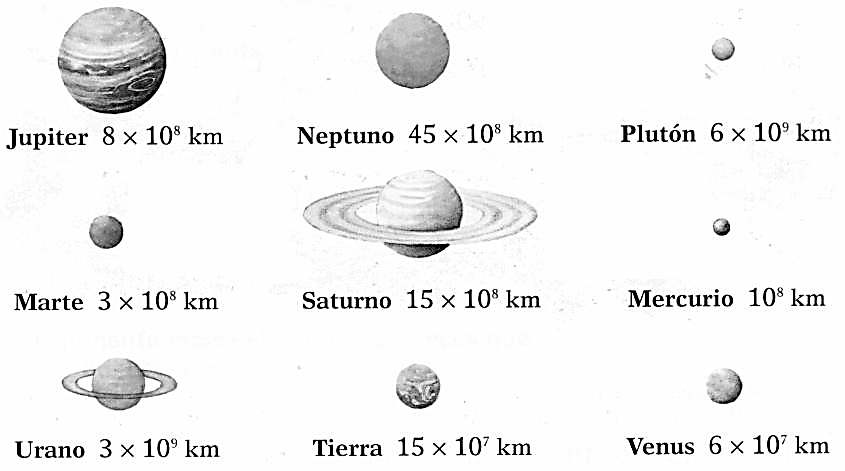 Jupiter 8 × 10⁸ km
Neptuno 45 × 10⁸ km
Plutón 6 × 10⁹ km
Marte 3 × 10⁸ km
Saturno 15 × 10⁸ km
Mercurio 10⁸ km
Urano 3 × 10⁹ km
Tierra 15 × 10⁷ km
Venus 6 × 10⁷ km